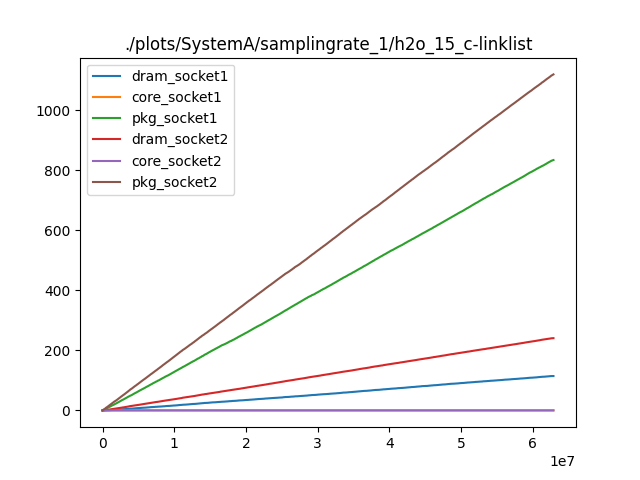 ./plots/SystemA/samplingrate_1/h2o_15_c-linklist
dram_socket1
core_socket1
pkg_socket1
dram_socket2
core_socket2
pkg_socket2
1000
800
600
400
200
0
0 1 2 3 4 5 6
1e7